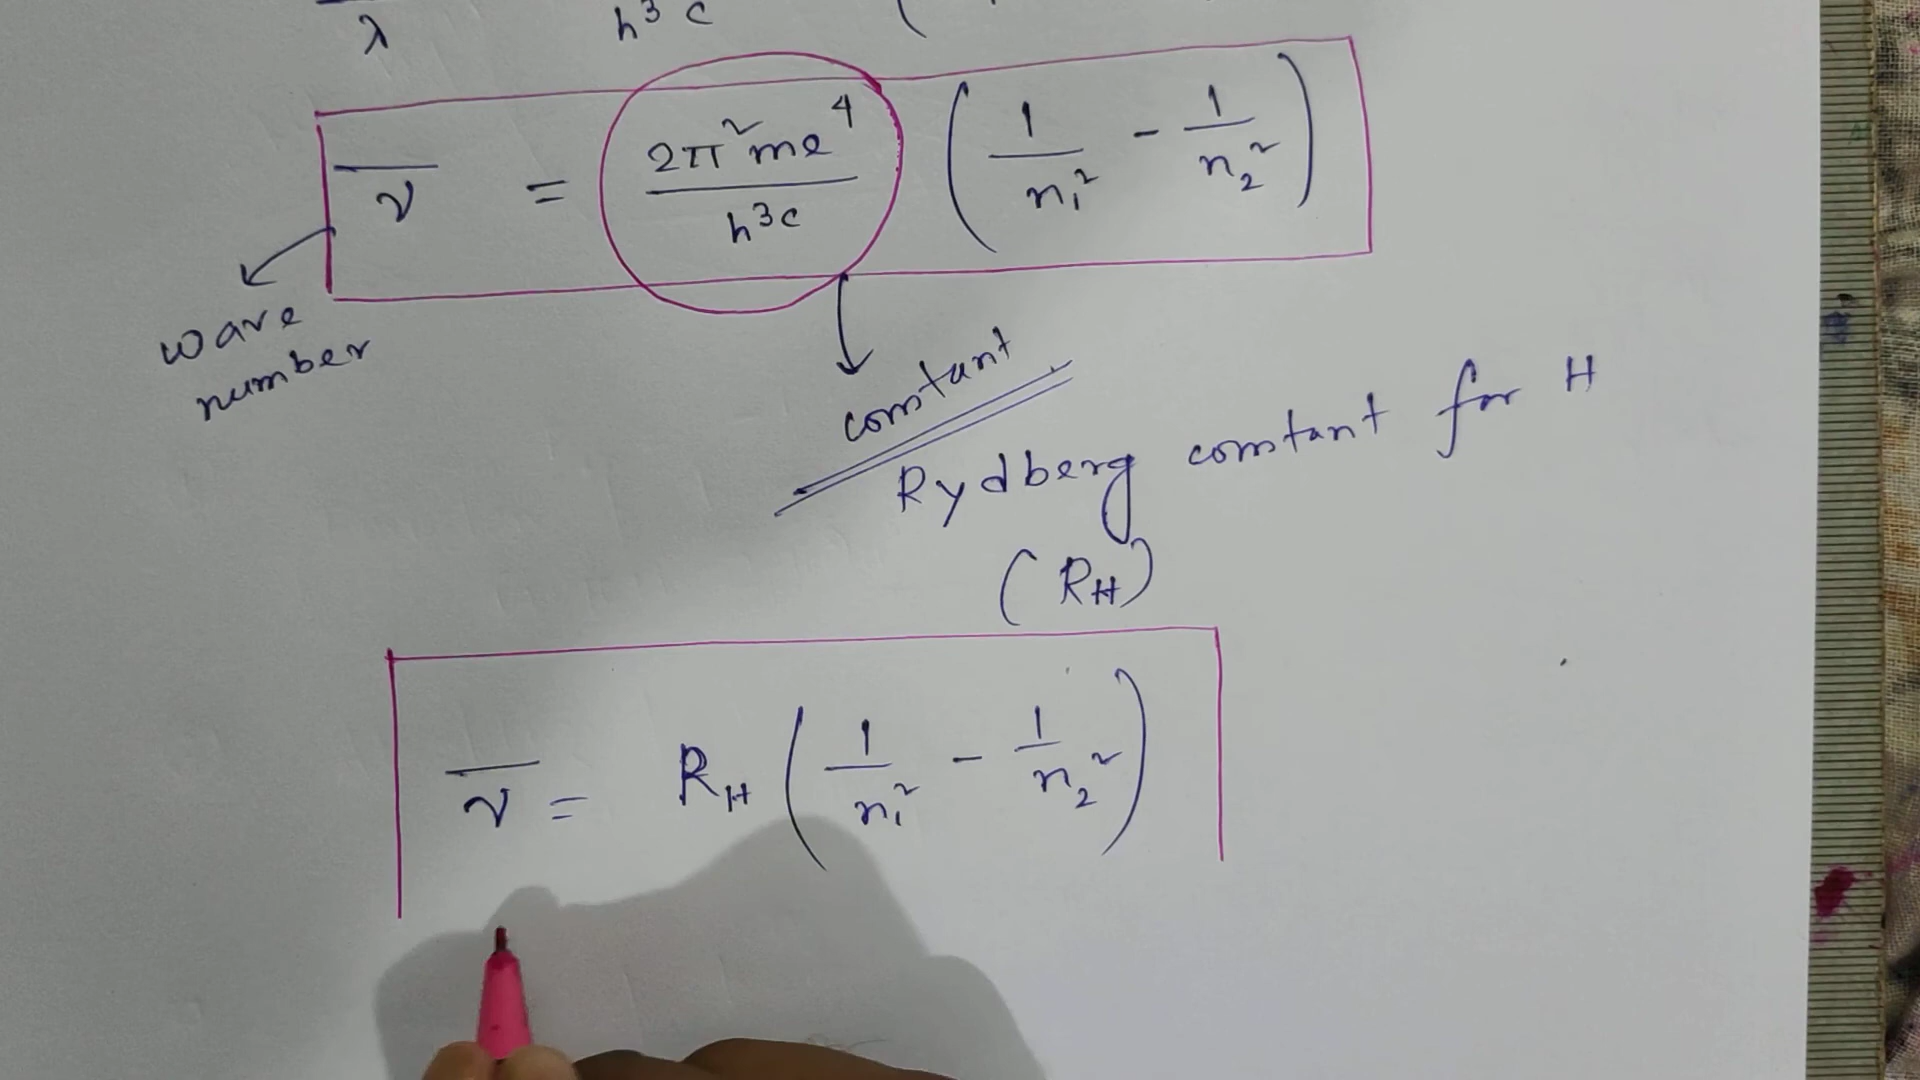 λ h³c (
ν̅ = 2π²me⁴ / h³c ( 1/n₁² - 1/n₂² )
wave
number
constant
Rydberg constant for H
(R_H)
ν̅ = R_H ( 1/n₁² - 1/n₂² )